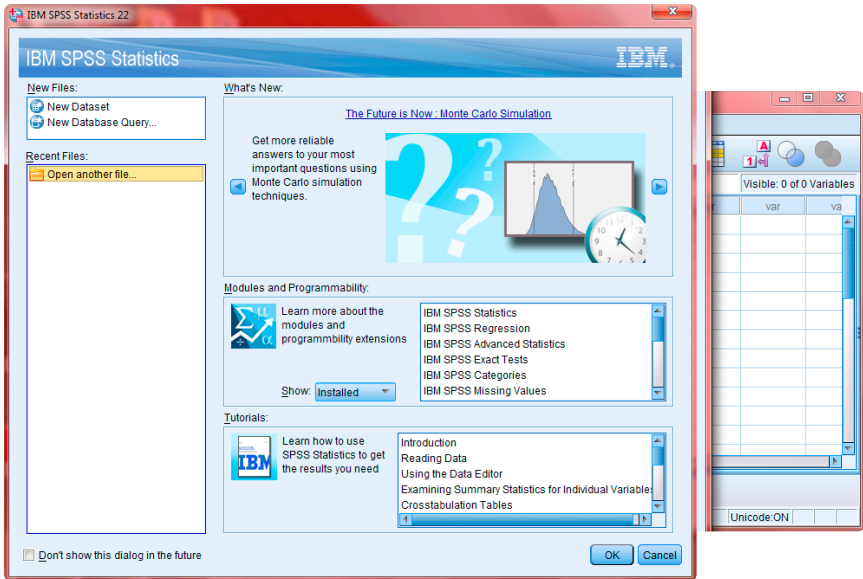 IBM SPSS Statistics 22
IBM SPSS Statistics
IBM
New Files:
New Dataset
New Database Query...
Recent Files:
Open another file...
What's New:
The Future is Now : Monte Carlo Simulation
Get more reliable
answers to your most
important questions using
Monte Carlo simulation
techniques.
Modules and Programmability:
Learn more about the
modules and
programmbility extensions
Show: Installed
IBM SPSS Statistics
IBM SPSS Regression
IBM SPSS Advanced Statistics
IBM SPSS Exact Tests
IBM SPSS Categories
IBM SPSS Missing Values
Tutorials:
IBM
Learn how to use
SPSS Statistics to get
the results you need
Introduction
Reading Data
Using the Data Editor
Examining Summary Statistics for Individual Variables
Crosstabulation Tables
Don't show this dialog in the future
OK
Cancel
Visible: 0 of 0 Variables
var
va
Unicode:ON